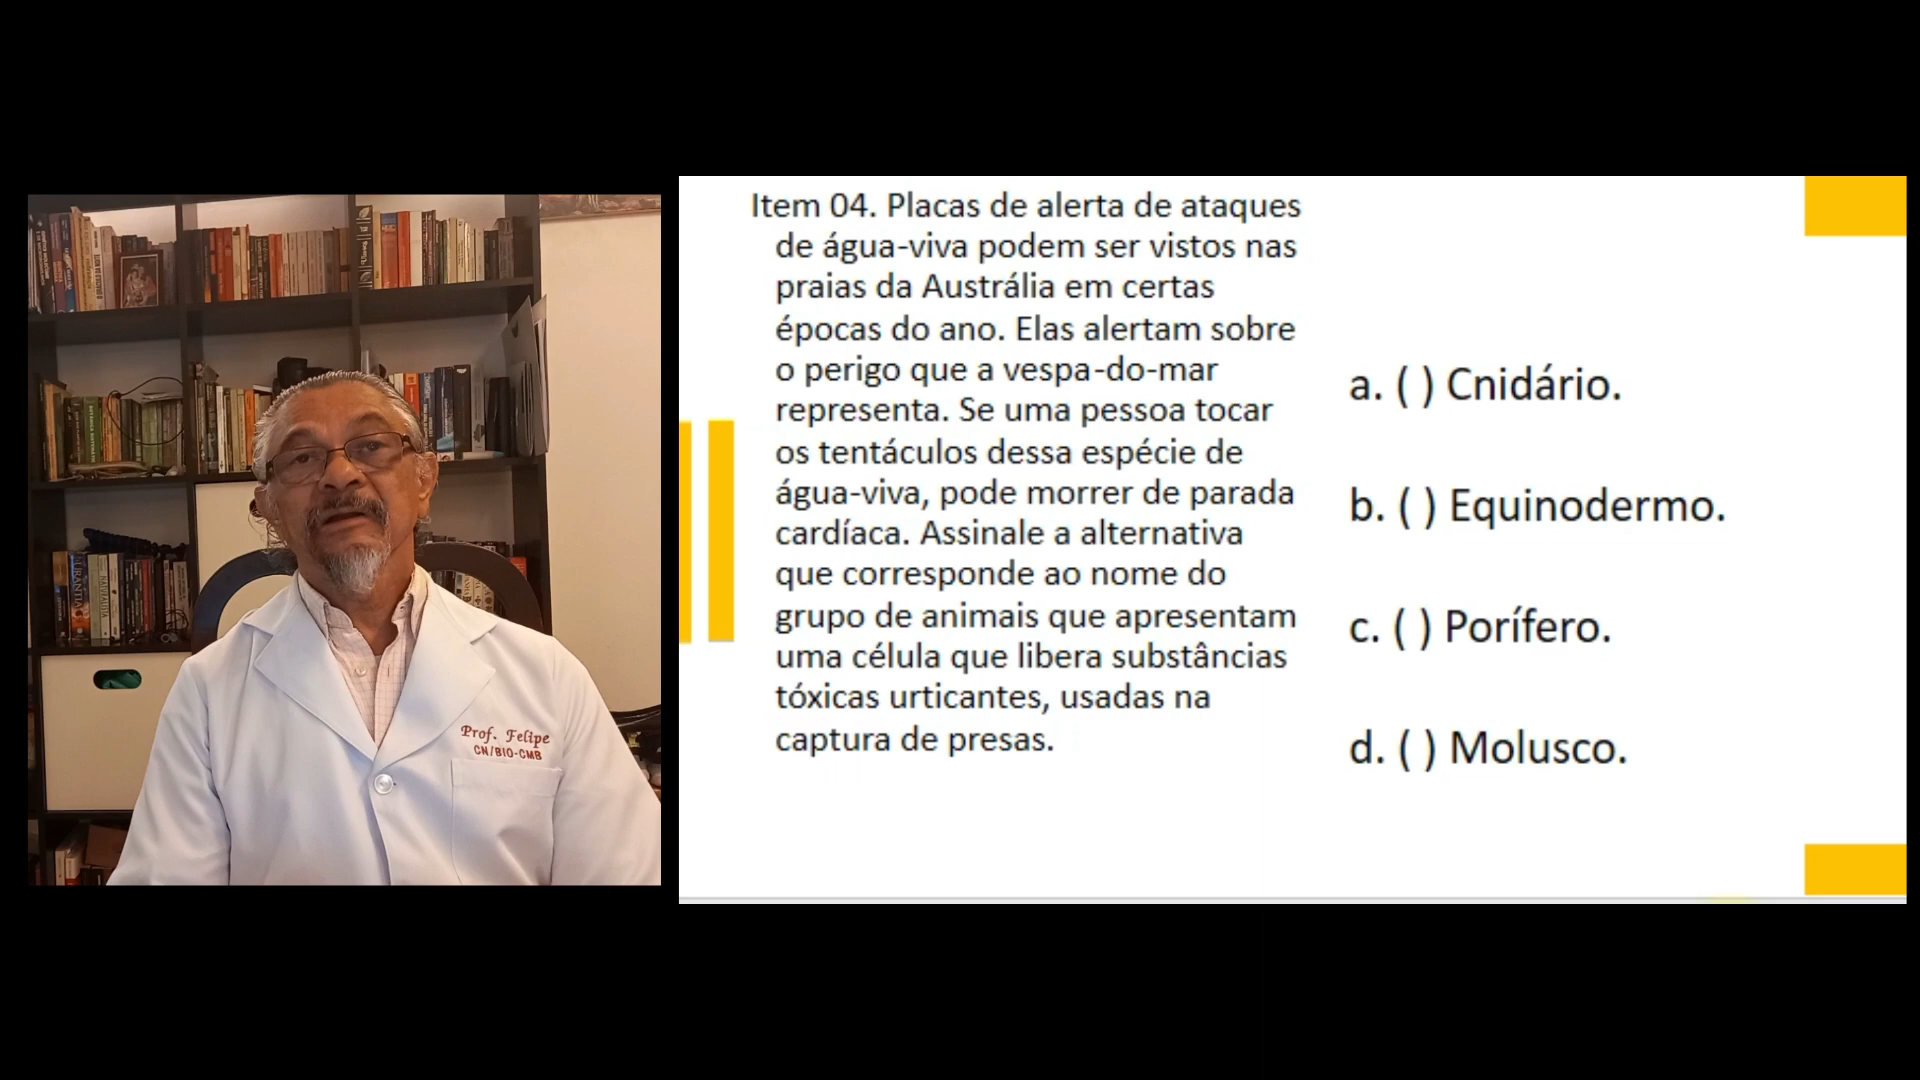 Prof. Felipe
CN/BIO-CMB
Item 04. Placas de alerta de ataques
de água-viva podem ser vistos nas
praias da Austrália em certas
épocas do ano. Elas alertam sobre
o perigo que a vespa-do-mar
representa. Se uma pessoa tocar
os tentáculos dessa espécie de
água-viva, pode morrer de parada
cardíaca. Assinale a alternativa
que corresponde ao nome do
grupo de animais que apresentam
uma célula que libera substâncias
tóxicas urticantes, usadas na
captura de presas.
a. ( ) Cnidário.
b. ( ) Equinodermo.
c. ( ) Porífero.
d. ( ) Molusco.